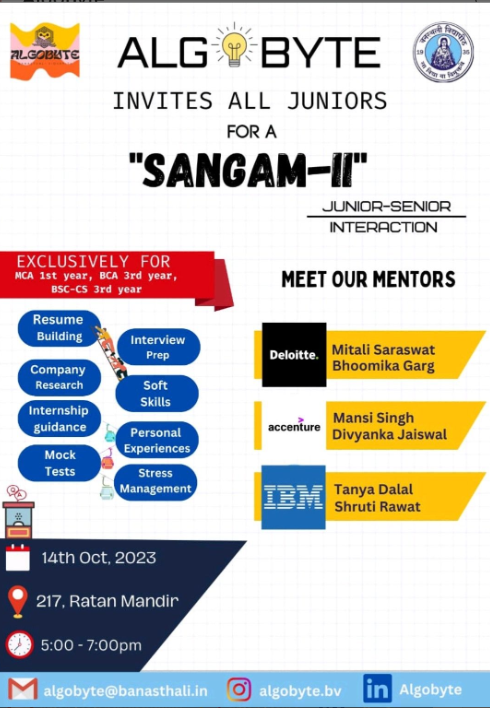 ALGOBYTE
ALGOBYTE
INVITES ALL JUNIORS
FOR A
"SANGAM-II"
JUNIOR-SENIOR
INTERACTION
EXCLUSIVELY FOR
MCA 1st year, BCA 3rd year,
BSC-CS 3rd year
Resume
Building
Interview
Prep
Company
Research
Soft
Skills
Internship
guidance
Personal
Experiences
Mock
Tests
Stress
Management
MEET OUR MENTORS
Deloitte.
Mitali Saraswat
Bhoomika Garg
accenture
Mansi Singh
Divyanka Jaiswal
IBM
Tanya Dalal
Shruti Rawat
14th Oct, 2023
217, Ratan Mandir
5:00 - 7:00pm
algobyte@banasthali.in
algobyte.bv
in
Algobyte